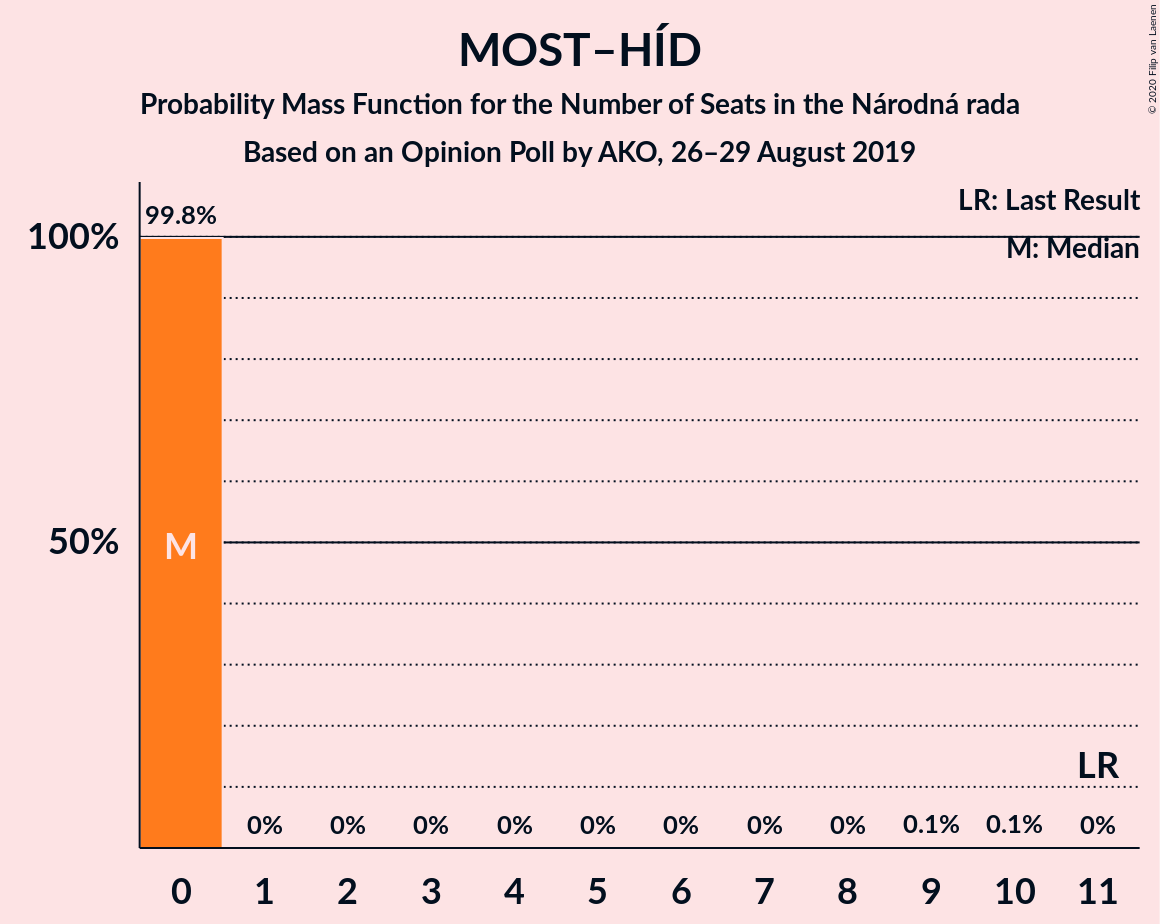 MOST–HÍD
Probability Mass Function for the Number of Seats in the Národná rada
Based on an Opinion Poll by AKO, 26–29 August 2019
© 2020 Filip van Laenen
LR: Last Result
M: Median
99.8%
100%
50%
M
LR
0% 0% 0% 0% 0% 0% 0% 0% 0.1% 0.1% 0%
0 1 2 3 4 5 6 7 8 9 10 11